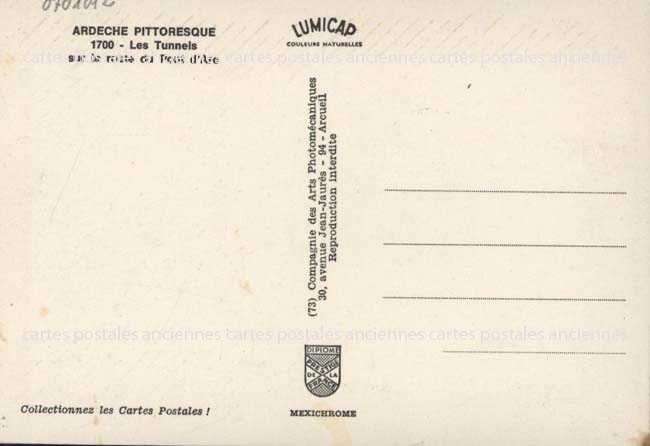 0701012
ARDECHE PITTORESQUE
1700 - Les Tunnels
sur la route du Pont d'Arc
LUMICAP
COULEURS NATURELLES
cartes postales anciennes cartes postales anciennes cartes postales anciennes
(73) Compagnie des Arts Photomécaniques
30, avenue Jean-Jaurés - 94 - Arcueil
Reproduction interdite
cartes postales anciennes cartes postales anciennes cartes postales anciennes
DIPLOME
PRESTIGE
DE LA
FRANCE
Collectionnez les Cartes Postales !
MEXICHROME